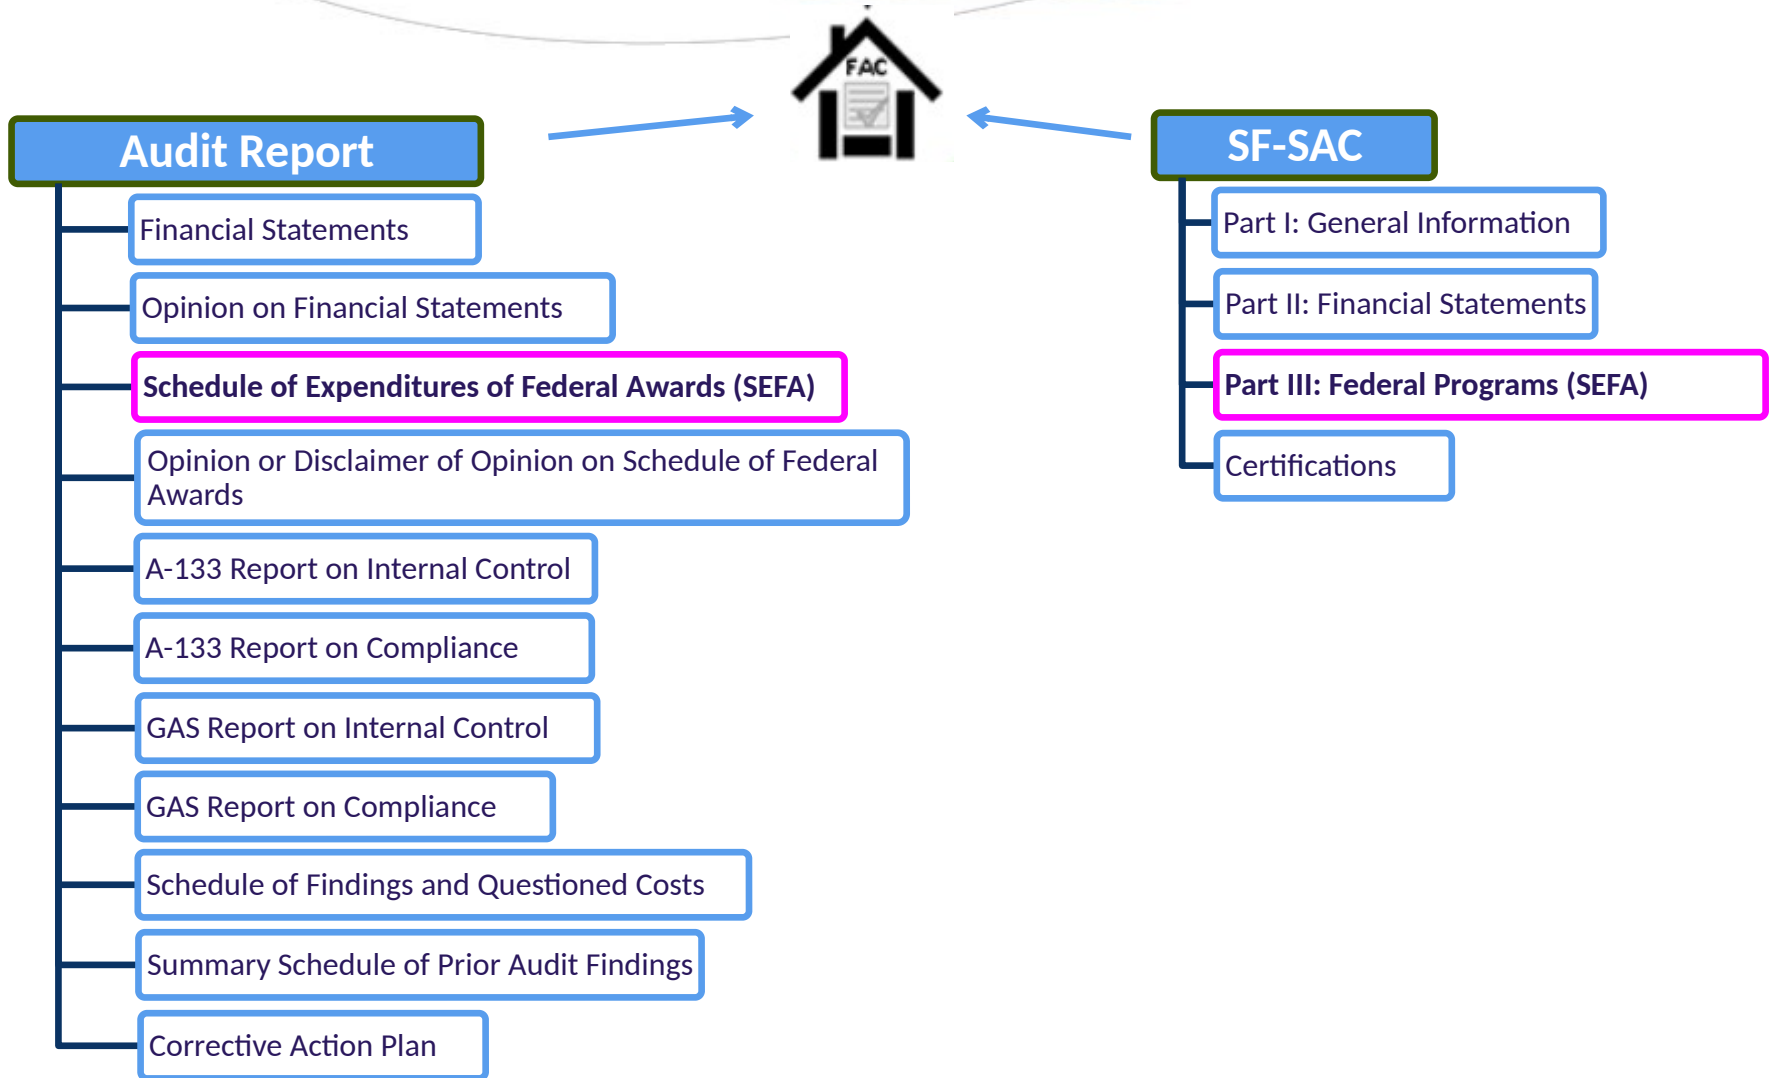 FAC
Audit Report
Financial Statements
Opinion on Financial Statements
Schedule of Expenditures of Federal Awards (SEFA)
Opinion or Disclaimer of Opinion on Schedule of Federal
Awards
A-133 Report on Internal Control
A-133 Report on Compliance
GAS Report on Internal Control
GAS Report on Compliance
Schedule of Findings and Questioned Costs
Summary Schedule of Prior Audit Findings
Corrective Action Plan
SF-SAC
Part I: General Information
Part II: Financial Statements
Part III: Federal Programs (SEFA)
Certifications